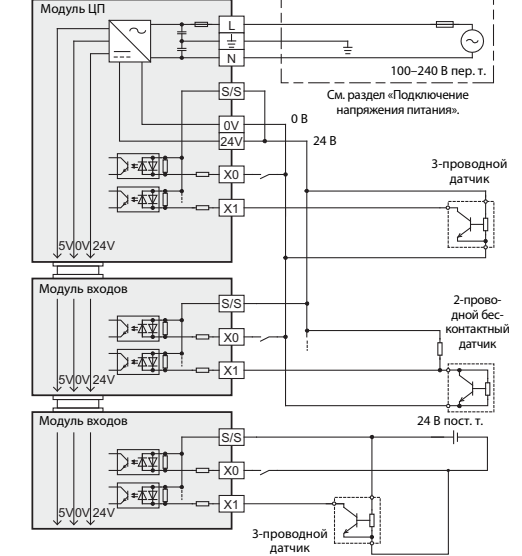 Модуль ЦП
L
N
100–240 В пер. т.
См. раздел «Подключение
напряжения питания».
S/S
0V
0 В
24V
24 В
3-проводной
датчик
X0
X1
5V 0V 24V
Модуль входов
S/S
2-прово-
дной бес-
контактный
датчик
X0
X1
5V 0V 24V
24 В пост. т.
Модуль входов
S/S
X0
X1
5V 0V 24V
3-проводной
датчик